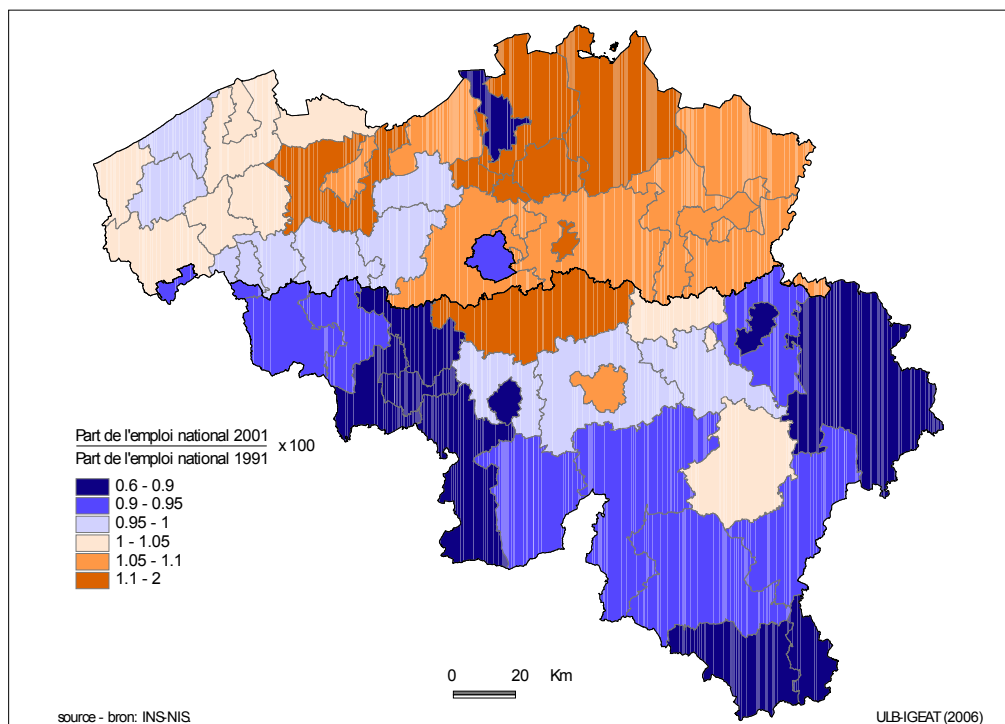 Part de l'emploi national 2001
x 100
Part de l'emploi national 1991
0.6 - 0.9
0.9 - 0.95
0.95 - 1
1 - 1.05
1.05 - 1.1
1.1 - 2
0 20 Km
source - bron: INS-NIS.
ULB-IGEAT (2006)